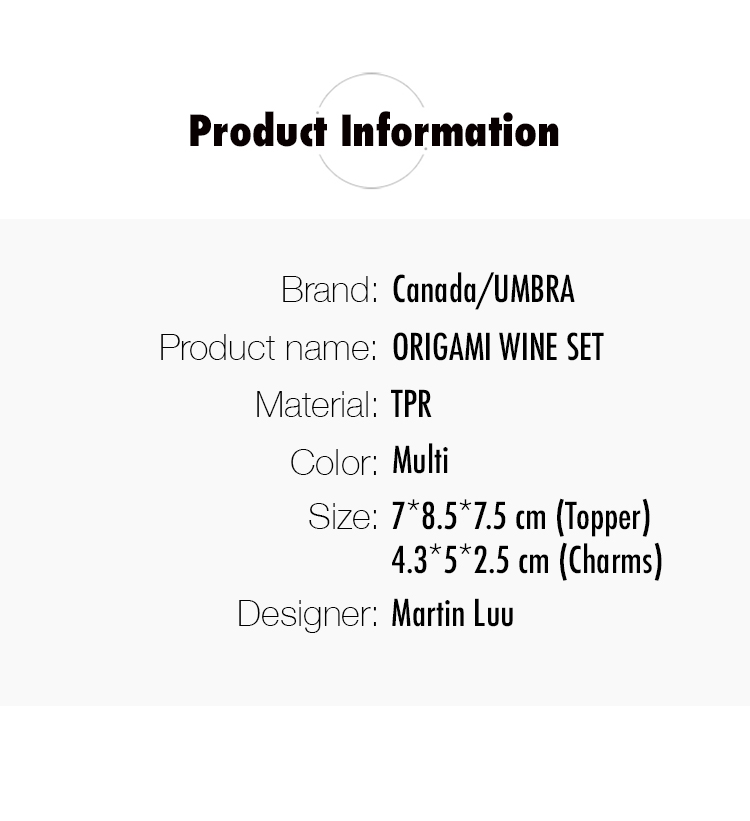 Product Information
Brand: Canada/UMBRA
Product name: ORIGAMI WINE SET
Material: TPR
Color: Multi
Size: 7*8.5*7.5 cm (Topper)
4.3*5*2.5 cm (Charms)
Designer: Martin Luu